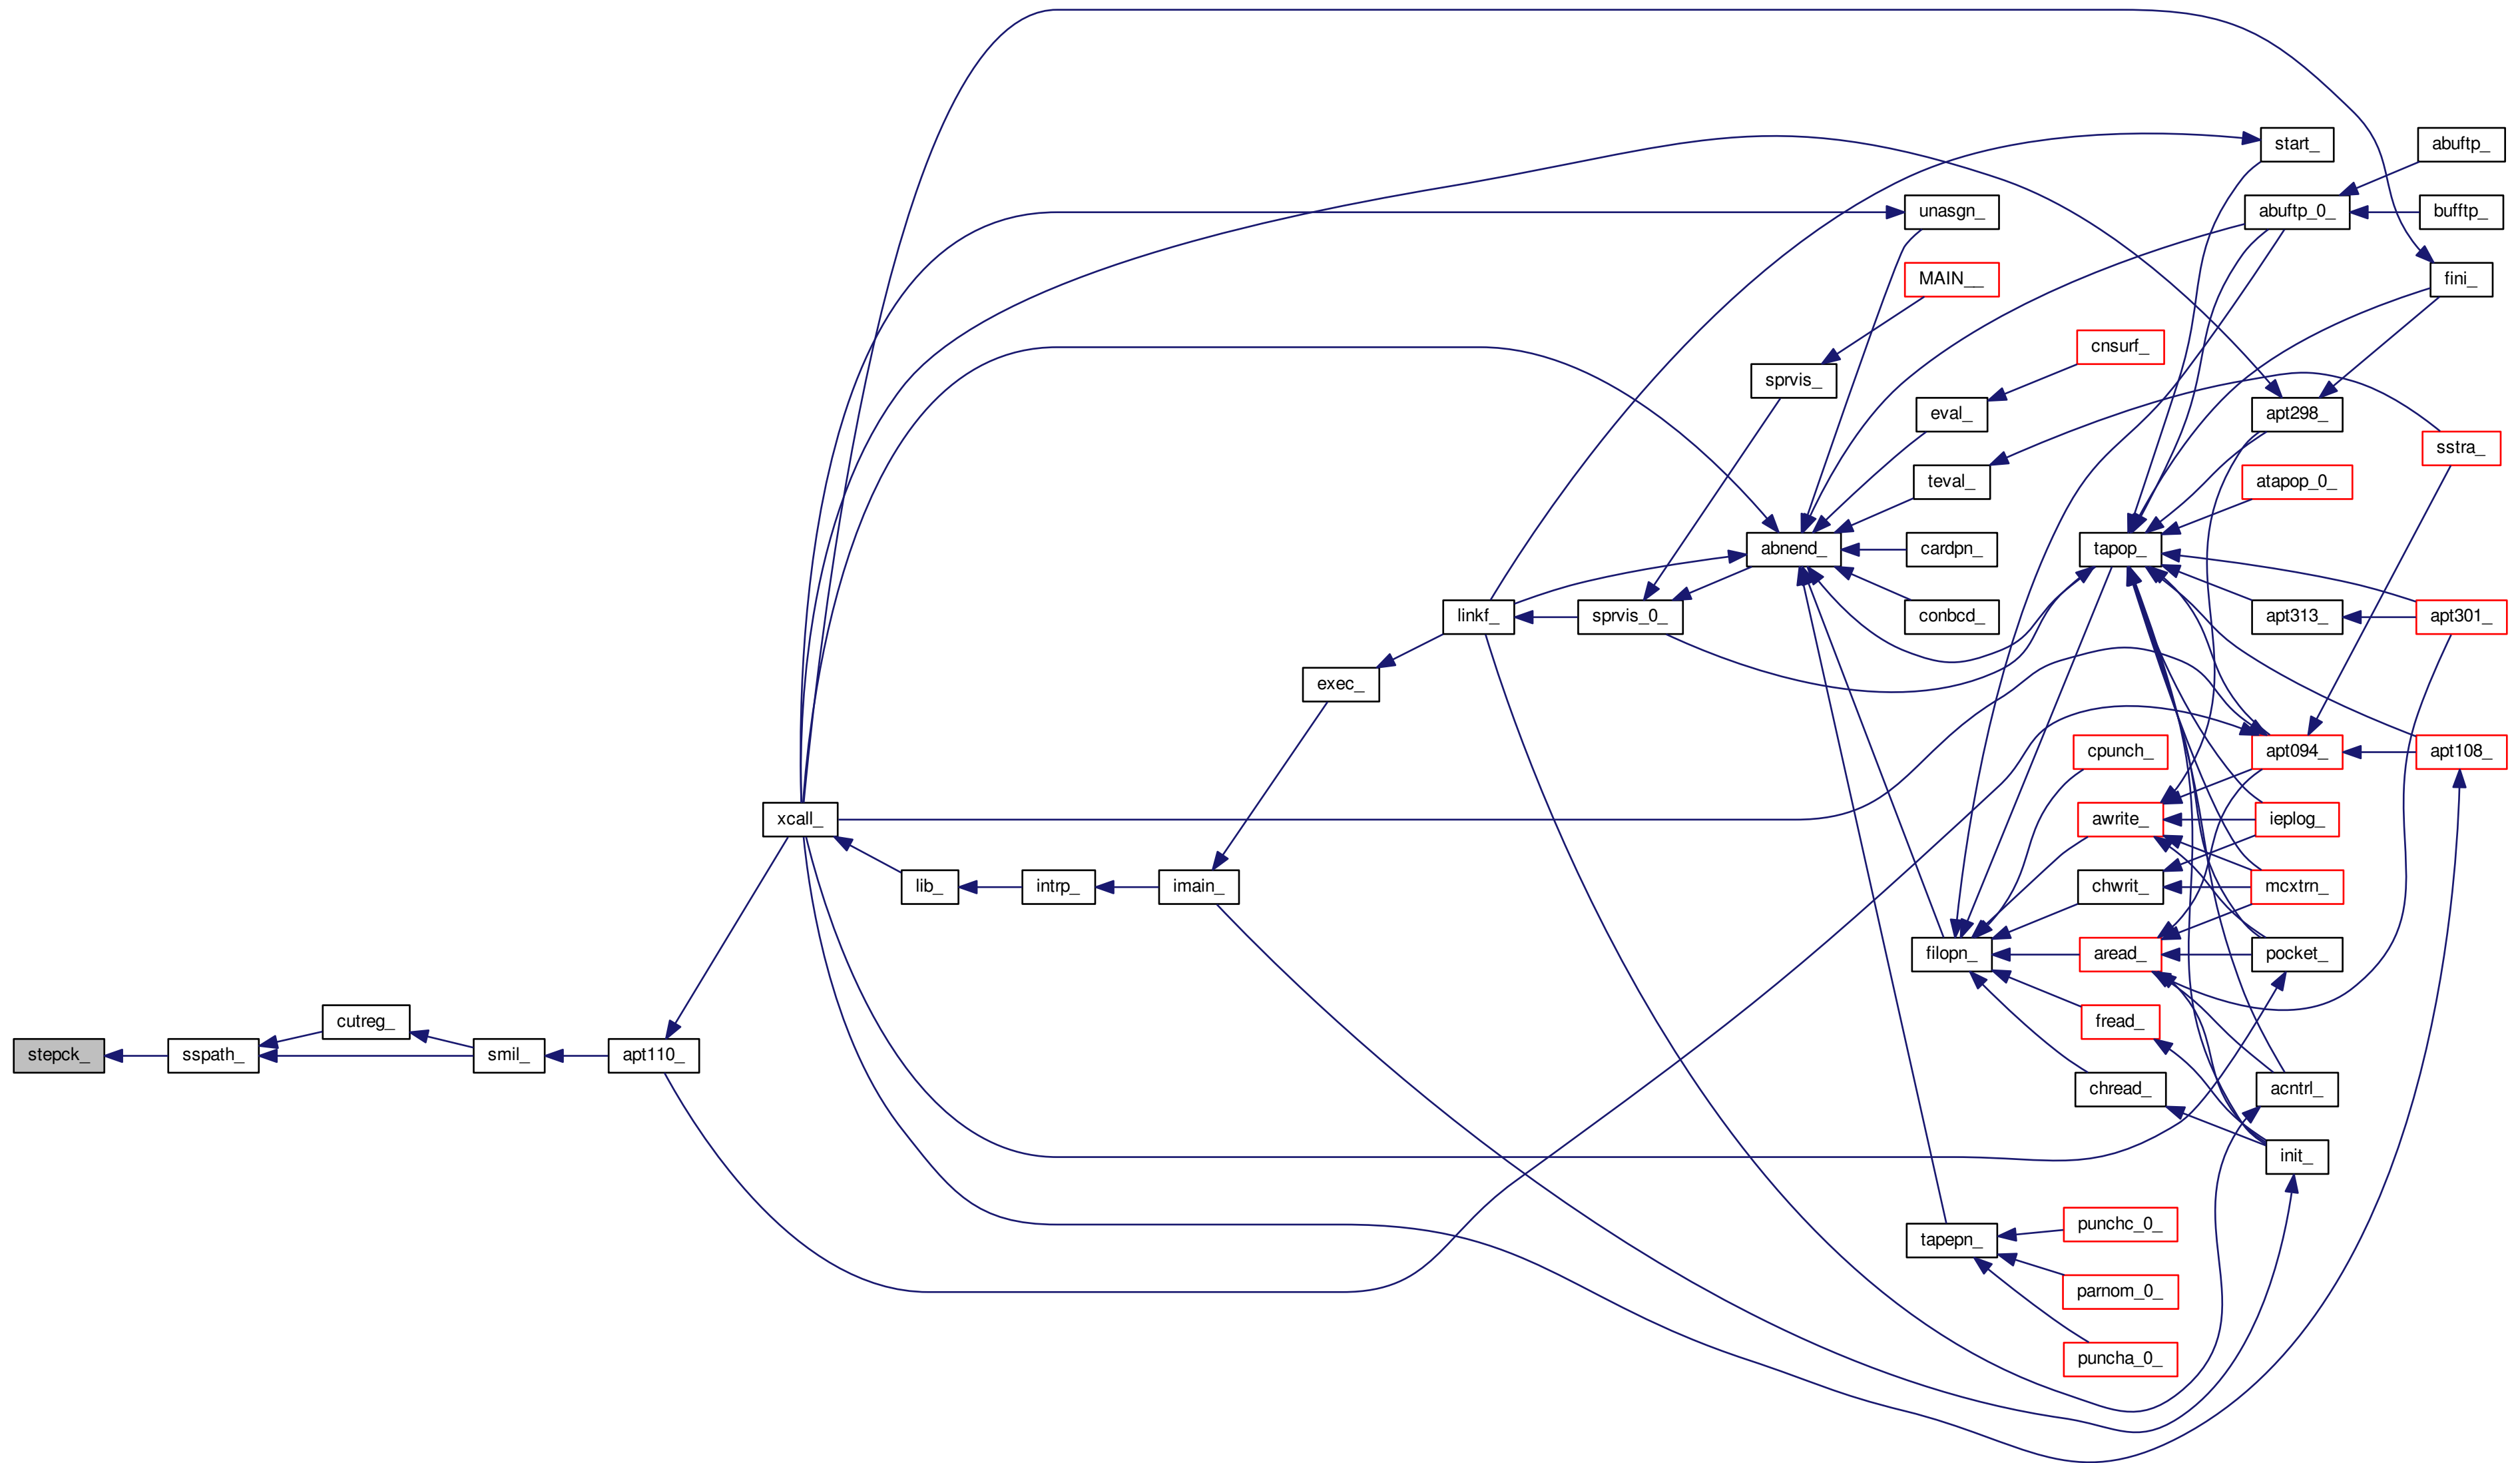 start_
abuftp_
unasgn_
abuftp_0_
bufftp_
MAIN__
fini_
cnsurf_
sprvis_
eval_
apt298_
sstra_
teval_
atapop_0_
abnend_
cardpn_
tapop_
linkf_
sprvis_0_
conbcd_
apt313_
apt301_
exec_
cpunch_
apt094_
apt108_
xcall_
awrite_
ieplog_
lib_
intrp_
imain_
chwrit_
mcxtrn_
filopn_
aread_
pocket_
cutreg_
fread_
stepck_
sspath_
smil_
apt110_
chread_
acntrl_
init_
punchc_0_
tapepn_
parnom_0_
puncha_0_